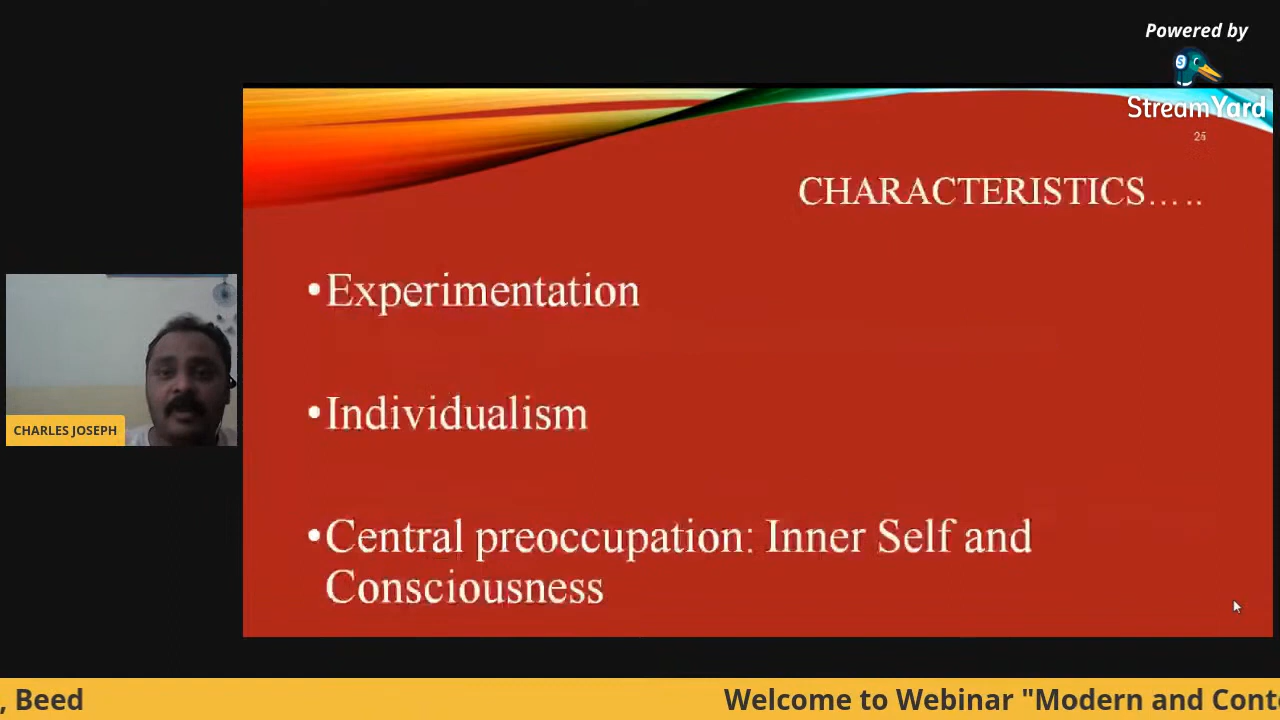 Powered by
StreamYard
25
CHARACTERISTICS.....
•Experimentation
•Individualism
•Central preoccupation: Inner Self and
Consciousness
CHARLES JOSEPH
, Beed
Welcome to Webinar "Modern and Cont